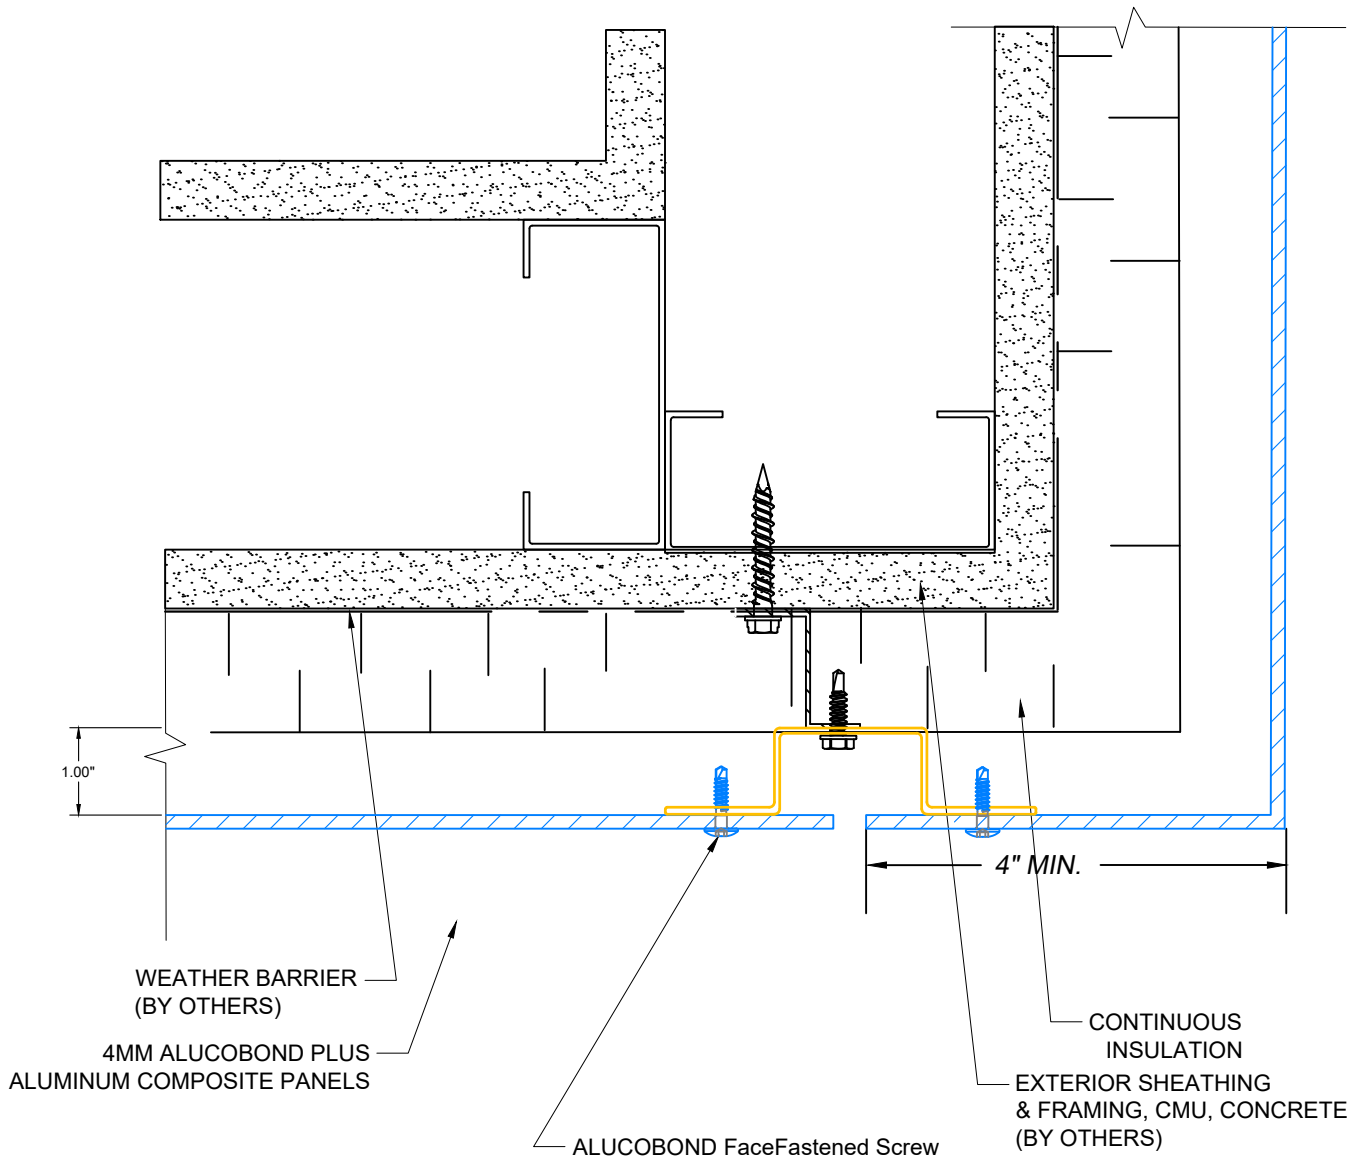 1.00"
4" MIN.
WEATHER BARRIER
(BY OTHERS)
4MM ALUCOBOND PLUS
ALUMINUM COMPOSITE PANELS
CONTINUOUS
INSULATION
EXTERIOR SHEATHING
& FRAMING, CMU, CONCRETE
(BY OTHERS)
ALUCOBOND FaceFastened Screw